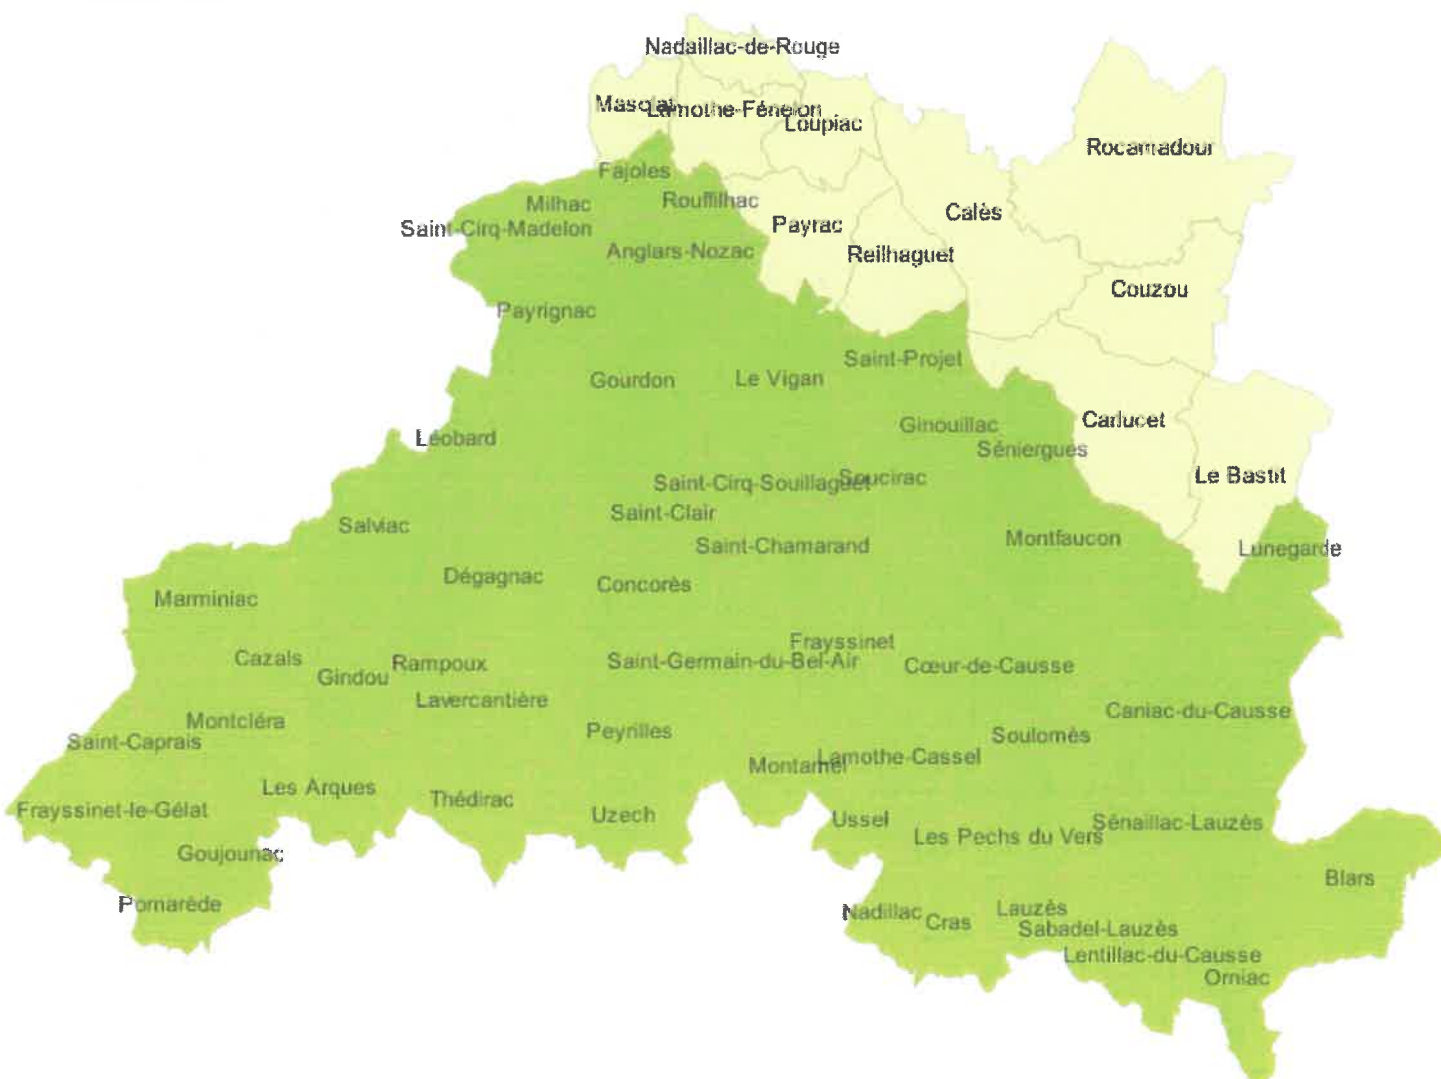 Nadaillac-de-Rouge
Masclat
Lamothe-Fénelon
Loupiac
Rocamadour
Fajoles
Rouffilhac
Milhac
Saint-Cirq-Madelon
Calès
Payrac
Anglars-Nozac
Reilhaguet
Couzou
Payrignac
Saint-Projet
Gourdon
Le Vigan
Carlucet
Ginouillac
Léobard
Séniergues
Le Bastit
Saint-Cirq-Souillaguet
Soucirac
Saint-Clair
Salviac
Montfaucon
Saint-Chamarand
Lunegarde
Dégagnac
Concorès
Marminiac
Frayssinet
Cazals
Rampoux
Saint-Germain-du-Bel-Air
Cœur-de-Causse
Gindou
Lavercantière
Caniac-du-Causse
Montcléra
Peyrilles
Soulomès
Saint-Caprais
Lamothe-Cassel
Montamel
Les Arques
Thédirac
Frayssinet-le-Gélat
Uzech
Ussel
Sénaillac-Lauzès
Les Pechs du Vers
Goujounac
Blars
Pomarède
Lauzès
Nadillac
Cras
Sabadel-Lauzès
Lentillac-du-Causse
Orniac